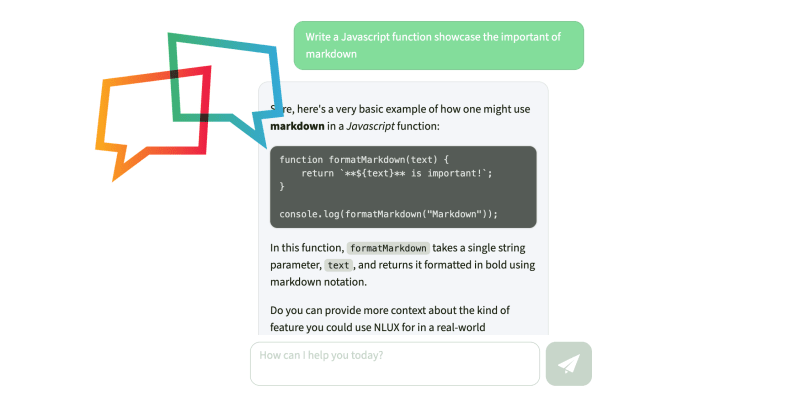 Write a Javascript function showcase the important of
markdown
Sure, here's a very basic example of how one might use
markdown in a Javascript function:
function formatMarkdown(text) {
    return `**${text}** is important!`;
}
console.log(formatMarkdown("Markdown"));
In this function, formatMarkdown takes a single string
parameter, text, and returns it formatted in bold using
markdown notation.
Do you can provide more context about the kind of
feature you could use NLUX for in a real-world
How can I help you today?